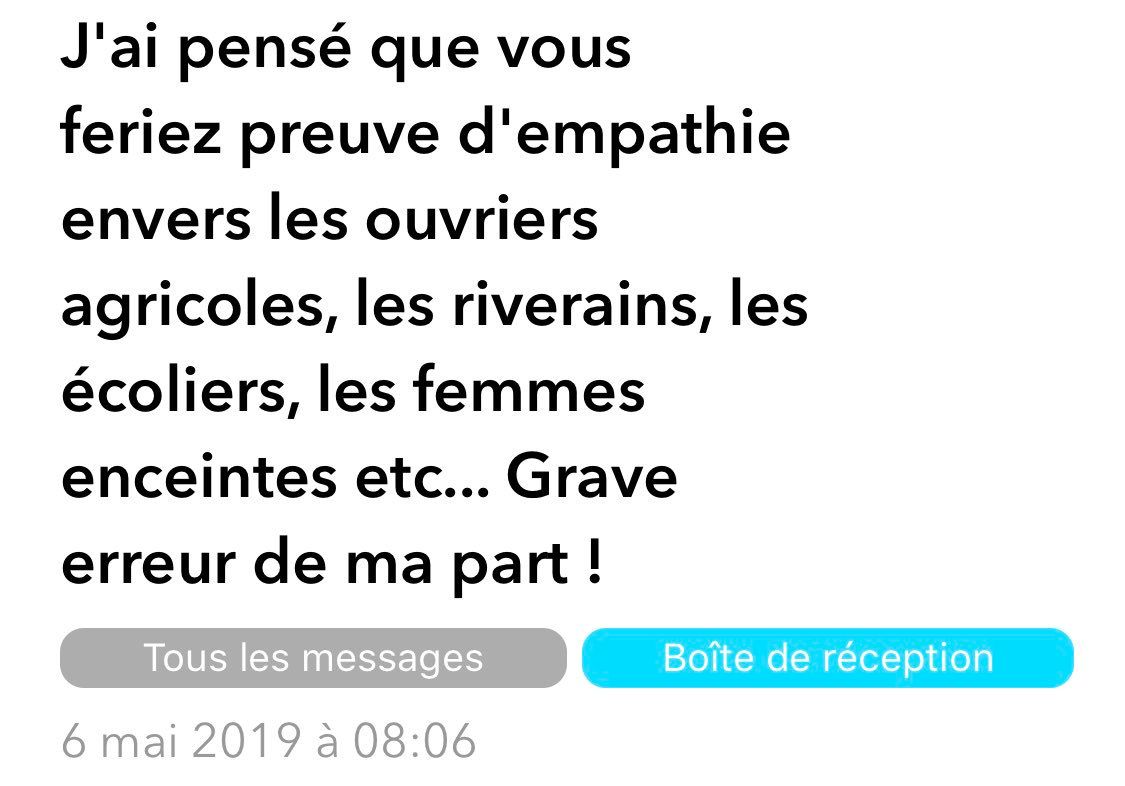 J'ai pensé que vous
feriez preuve d'empathie
envers les ouvriers
agricoles, les riverains, les
écoliers, les femmes
enceintes etc... Grave
erreur de ma part !
Tous les messages
Boîte de réception
6 mai 2019 à 08:06